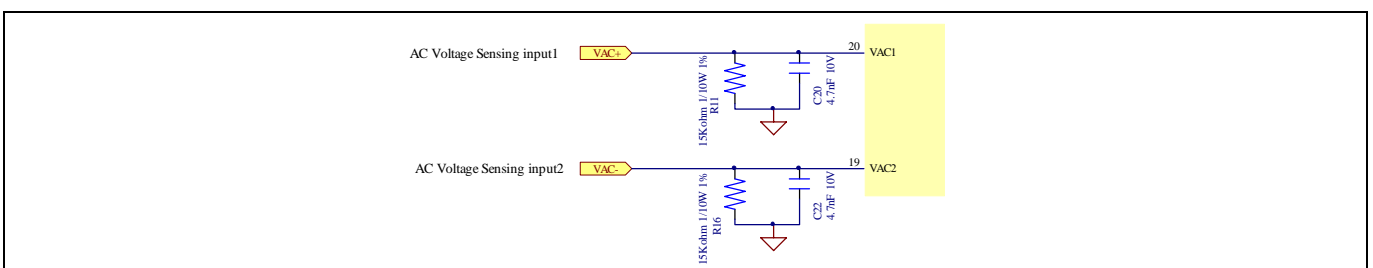 AC Voltage Sensing input1
VAC+
15Kohm 1/10W 1%
R11
C20
4.7nF 10V
20
VAC1
AC Voltage Sensing input2
VAC-
15Kohm 1/10W 1%
R16
C22
4.7nF 10V
19
VAC2